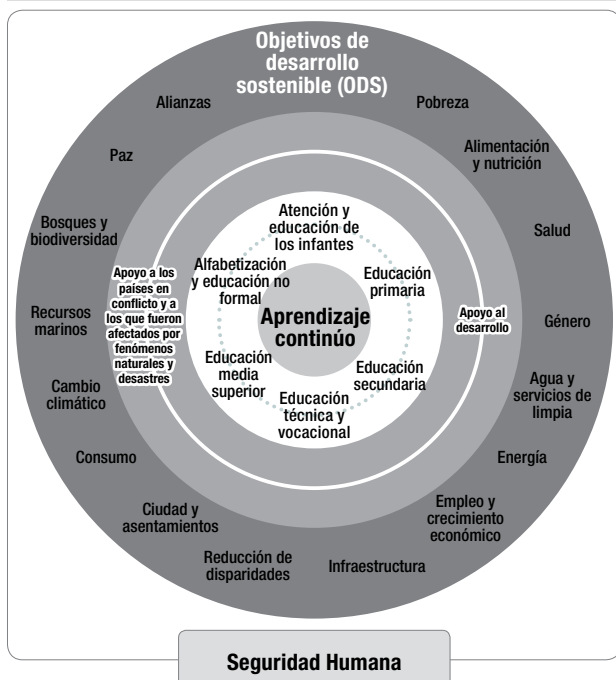 Objetivos de
desarrollo
sostenible (ODS)
Alianzas
Pobreza
Paz
Alimentación
y nutrición
Bosques y
biodiversidad
Salud
Atención y
educación de
los infantes
Alfabetización
y educación no
formal
Educación
primaria
Apoyo a los
países en
conflicto y a
los que fueron
afectados por
fenómenos
naturales y
desastres
Aprendizaje
continúo
Apoyo al
desarrollo
Recursos
marinos
Género
Educación
media
superior
Educación
secundaria
Educación
técnica y
vocacional
Cambio
climático
Agua y
servicios de
limpia
Consumo
Energía
Ciudad y
asentamientos
Empleo y
crecimiento
económico
Reducción de
disparidades
Infraestructura
Seguridad Humana